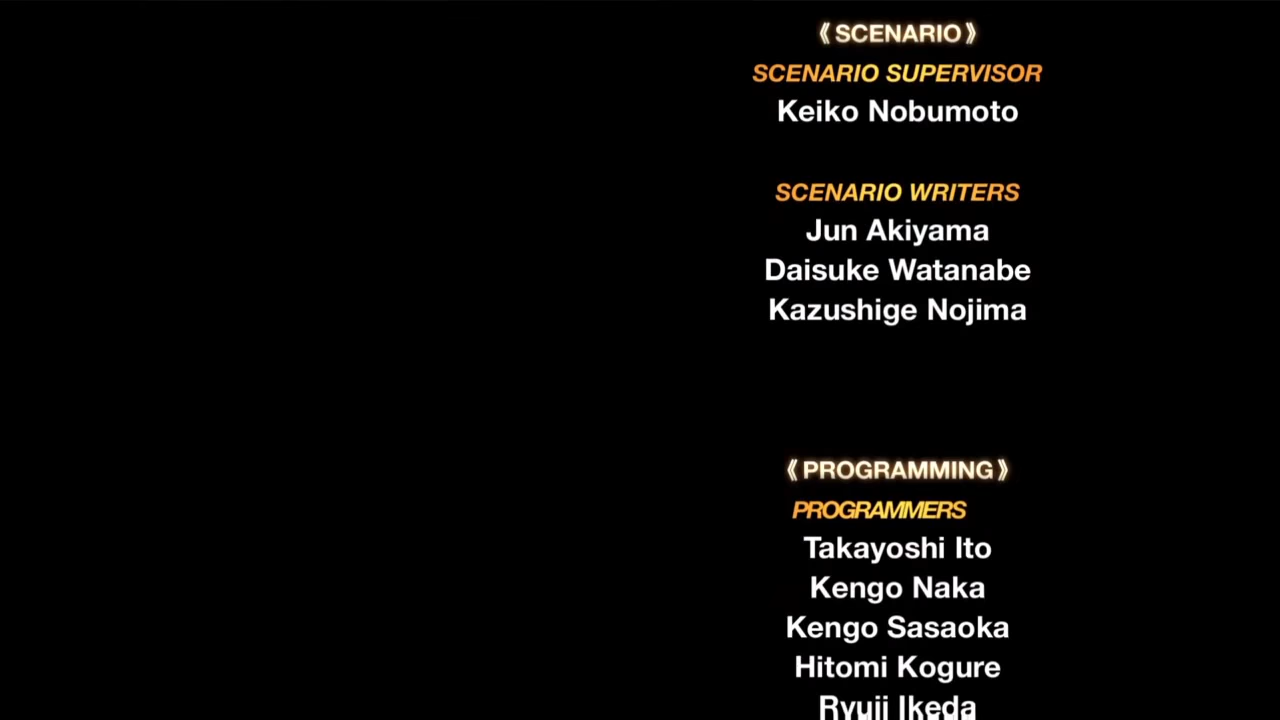 《SCENARIO》
SCENARIO SUPERVISOR
Keiko Nobumoto
SCENARIO WRITERS
Jun Akiyama
Daisuke Watanabe
Kazushige Nojima
《PROGRAMMING》
PROGRAMMERS
Takayoshi Ito
Kengo Naka
Kengo Sasaoka
Hitomi Kogure
Ryuji Ikeda